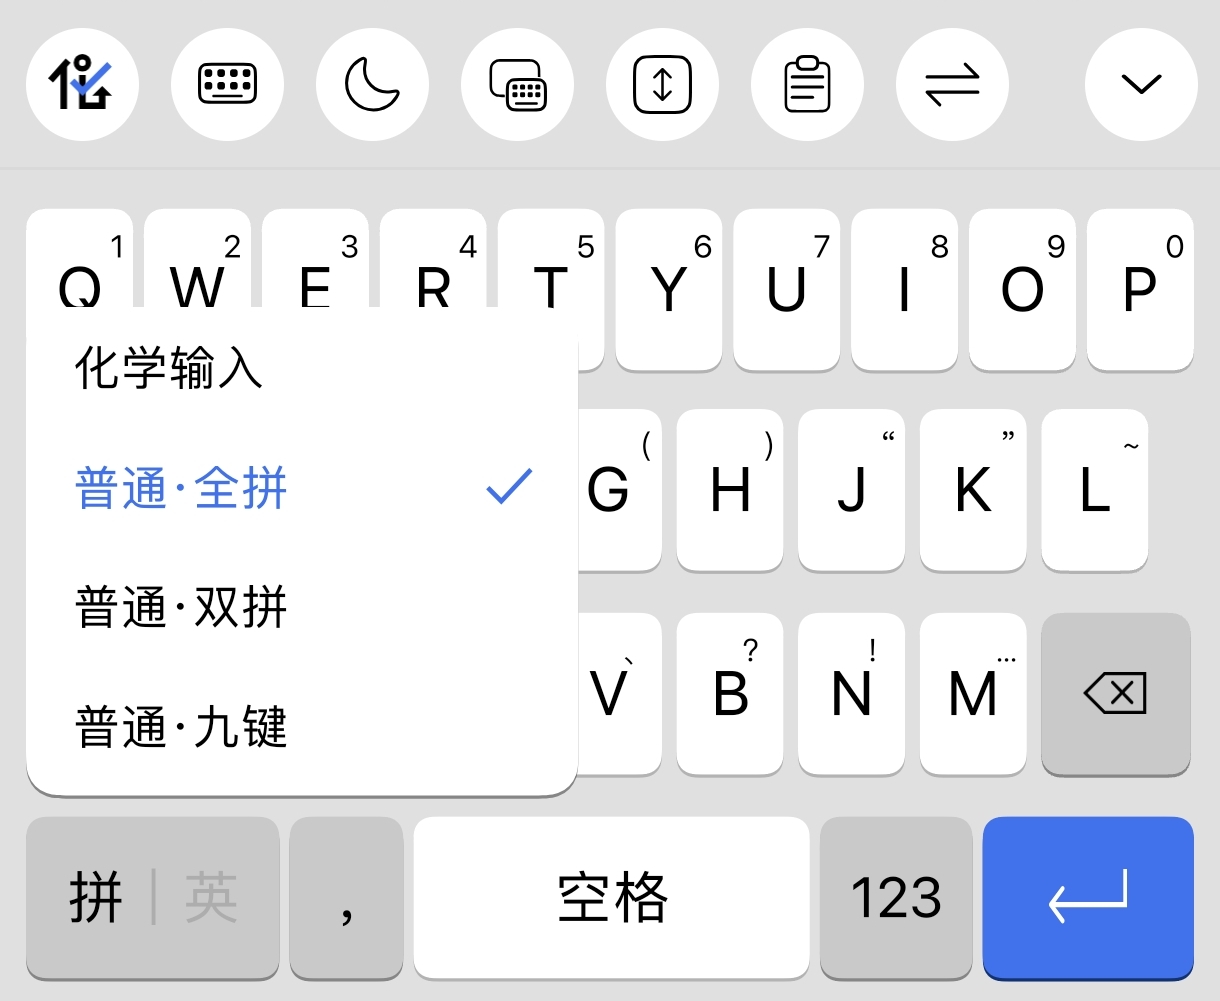 1 2 3 4 5 6 7 8 9 0
Q W E R T Y U I O P
化学输入
普通·全拼
普通·双拼
普通·九键
( ) “ ” ~
G H J K L
、 ? ! …
V B N M
拼 | 英 , 空格 123